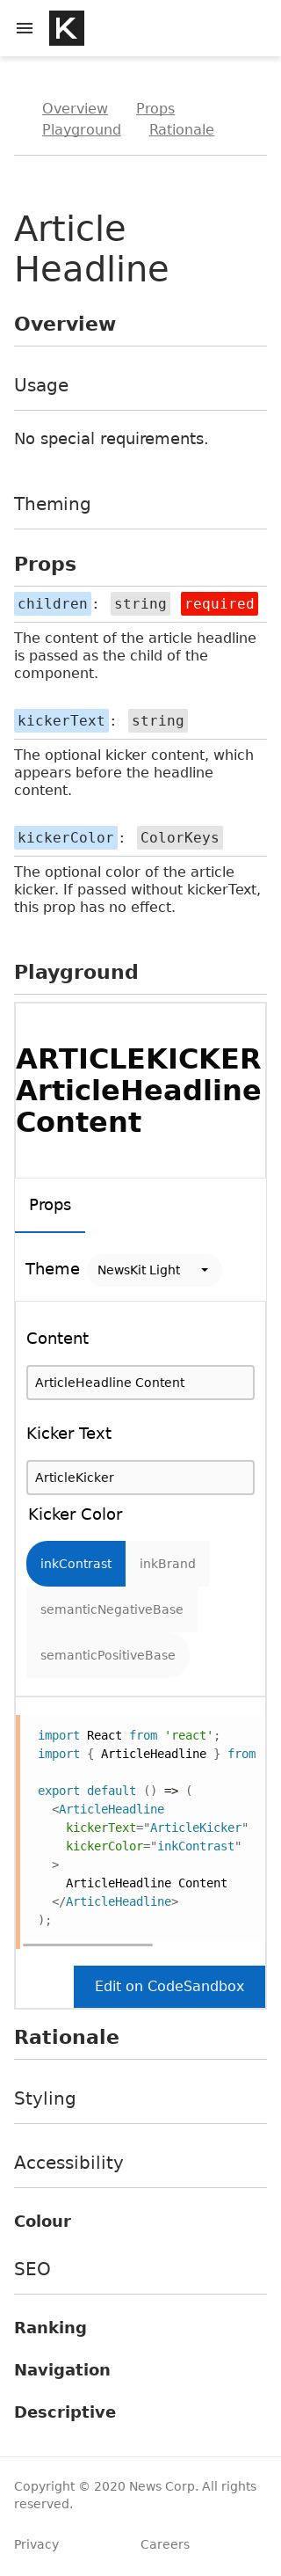 K
Overview Props
Playground Rationale
Article
Headline
Overview
Usage
No special requirements.
Theming
Props
children: string required
The content of the article headline
is passed as the child of the
component.
kickerText: string
The optional kicker content, which
appears before the headline
content.
kickerColor: ColorKeys
The optional color of the article
kicker. If passed without kickerText,
this prop has no effect.
Playground
ARTICLEKICKER
ArticleHeadline
Content
Props
Theme NewsKit Light
Content
ArticleHeadline Content
Kicker Text
ArticleKicker
Kicker Color
inkContrast inkBrand
semanticNegativeBase
semanticPositiveBase
import React from 'react';
import { ArticleHeadline } from
export default () => (
<ArticleHeadline
kickerText="ArticleKicker"
kickerColor="inkContrast"
>
ArticleHeadline Content
</ArticleHeadline>
);
Edit on CodeSandbox
Rationale
Styling
Accessibility
Colour
SEO
Ranking
Navigation
Descriptive
Copyright © 2020 News Corp. All rights
reserved.
Privacy Careers